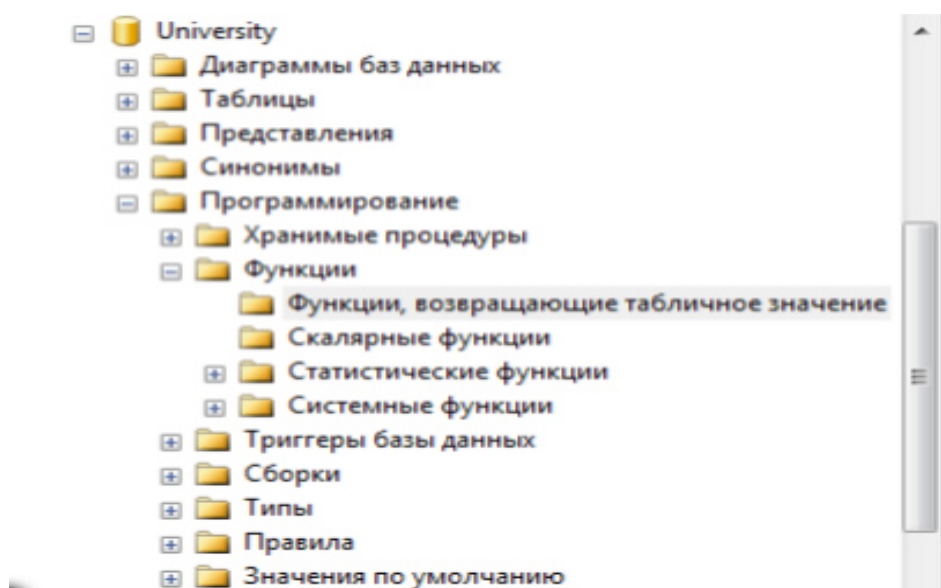 University
Диаграммы баз данных
Таблицы
Представления
Синонимы
Программирование
Хранимые процедуры
Функции
Функции, возвращающие табличное значение
Скалярные функции
Статистические функции
Системные функции
Триггеры базы данных
Сборки
Типы
Правила
Значения по умолчанию